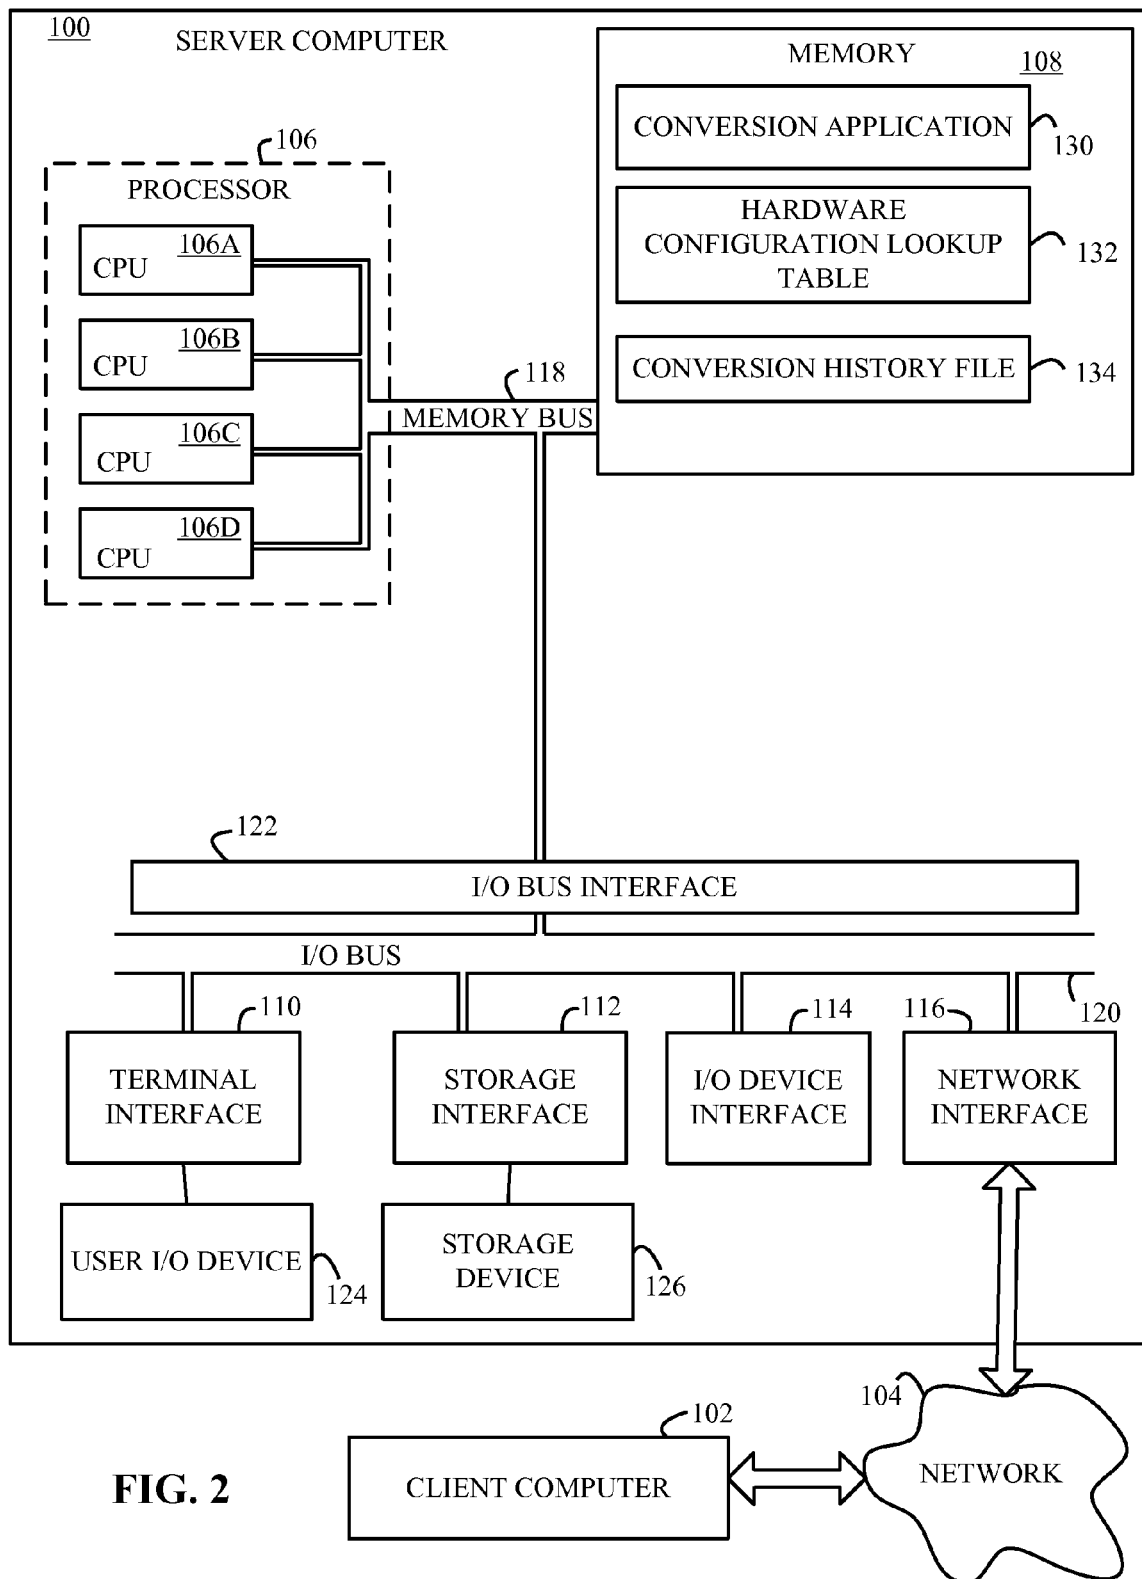 100
SERVER COMPUTER
MEMORY
108
CONVERSION APPLICATION
130
HARDWARE
CONFIGURATION LOOKUP
TABLE
132
CONVERSION HISTORY FILE
134
106
PROCESSOR
106A
CPU
106B
CPU
106C
CPU
106D
CPU
118
MEMORY BUS
122
I/O BUS INTERFACE
I/O BUS
120
110
TERMINAL
INTERFACE
112
STORAGE
INTERFACE
114
I/O DEVICE
INTERFACE
116
NETWORK
INTERFACE
USER I/O DEVICE
124
STORAGE
DEVICE
126
104
NETWORK
102
CLIENT COMPUTER
FIG. 2